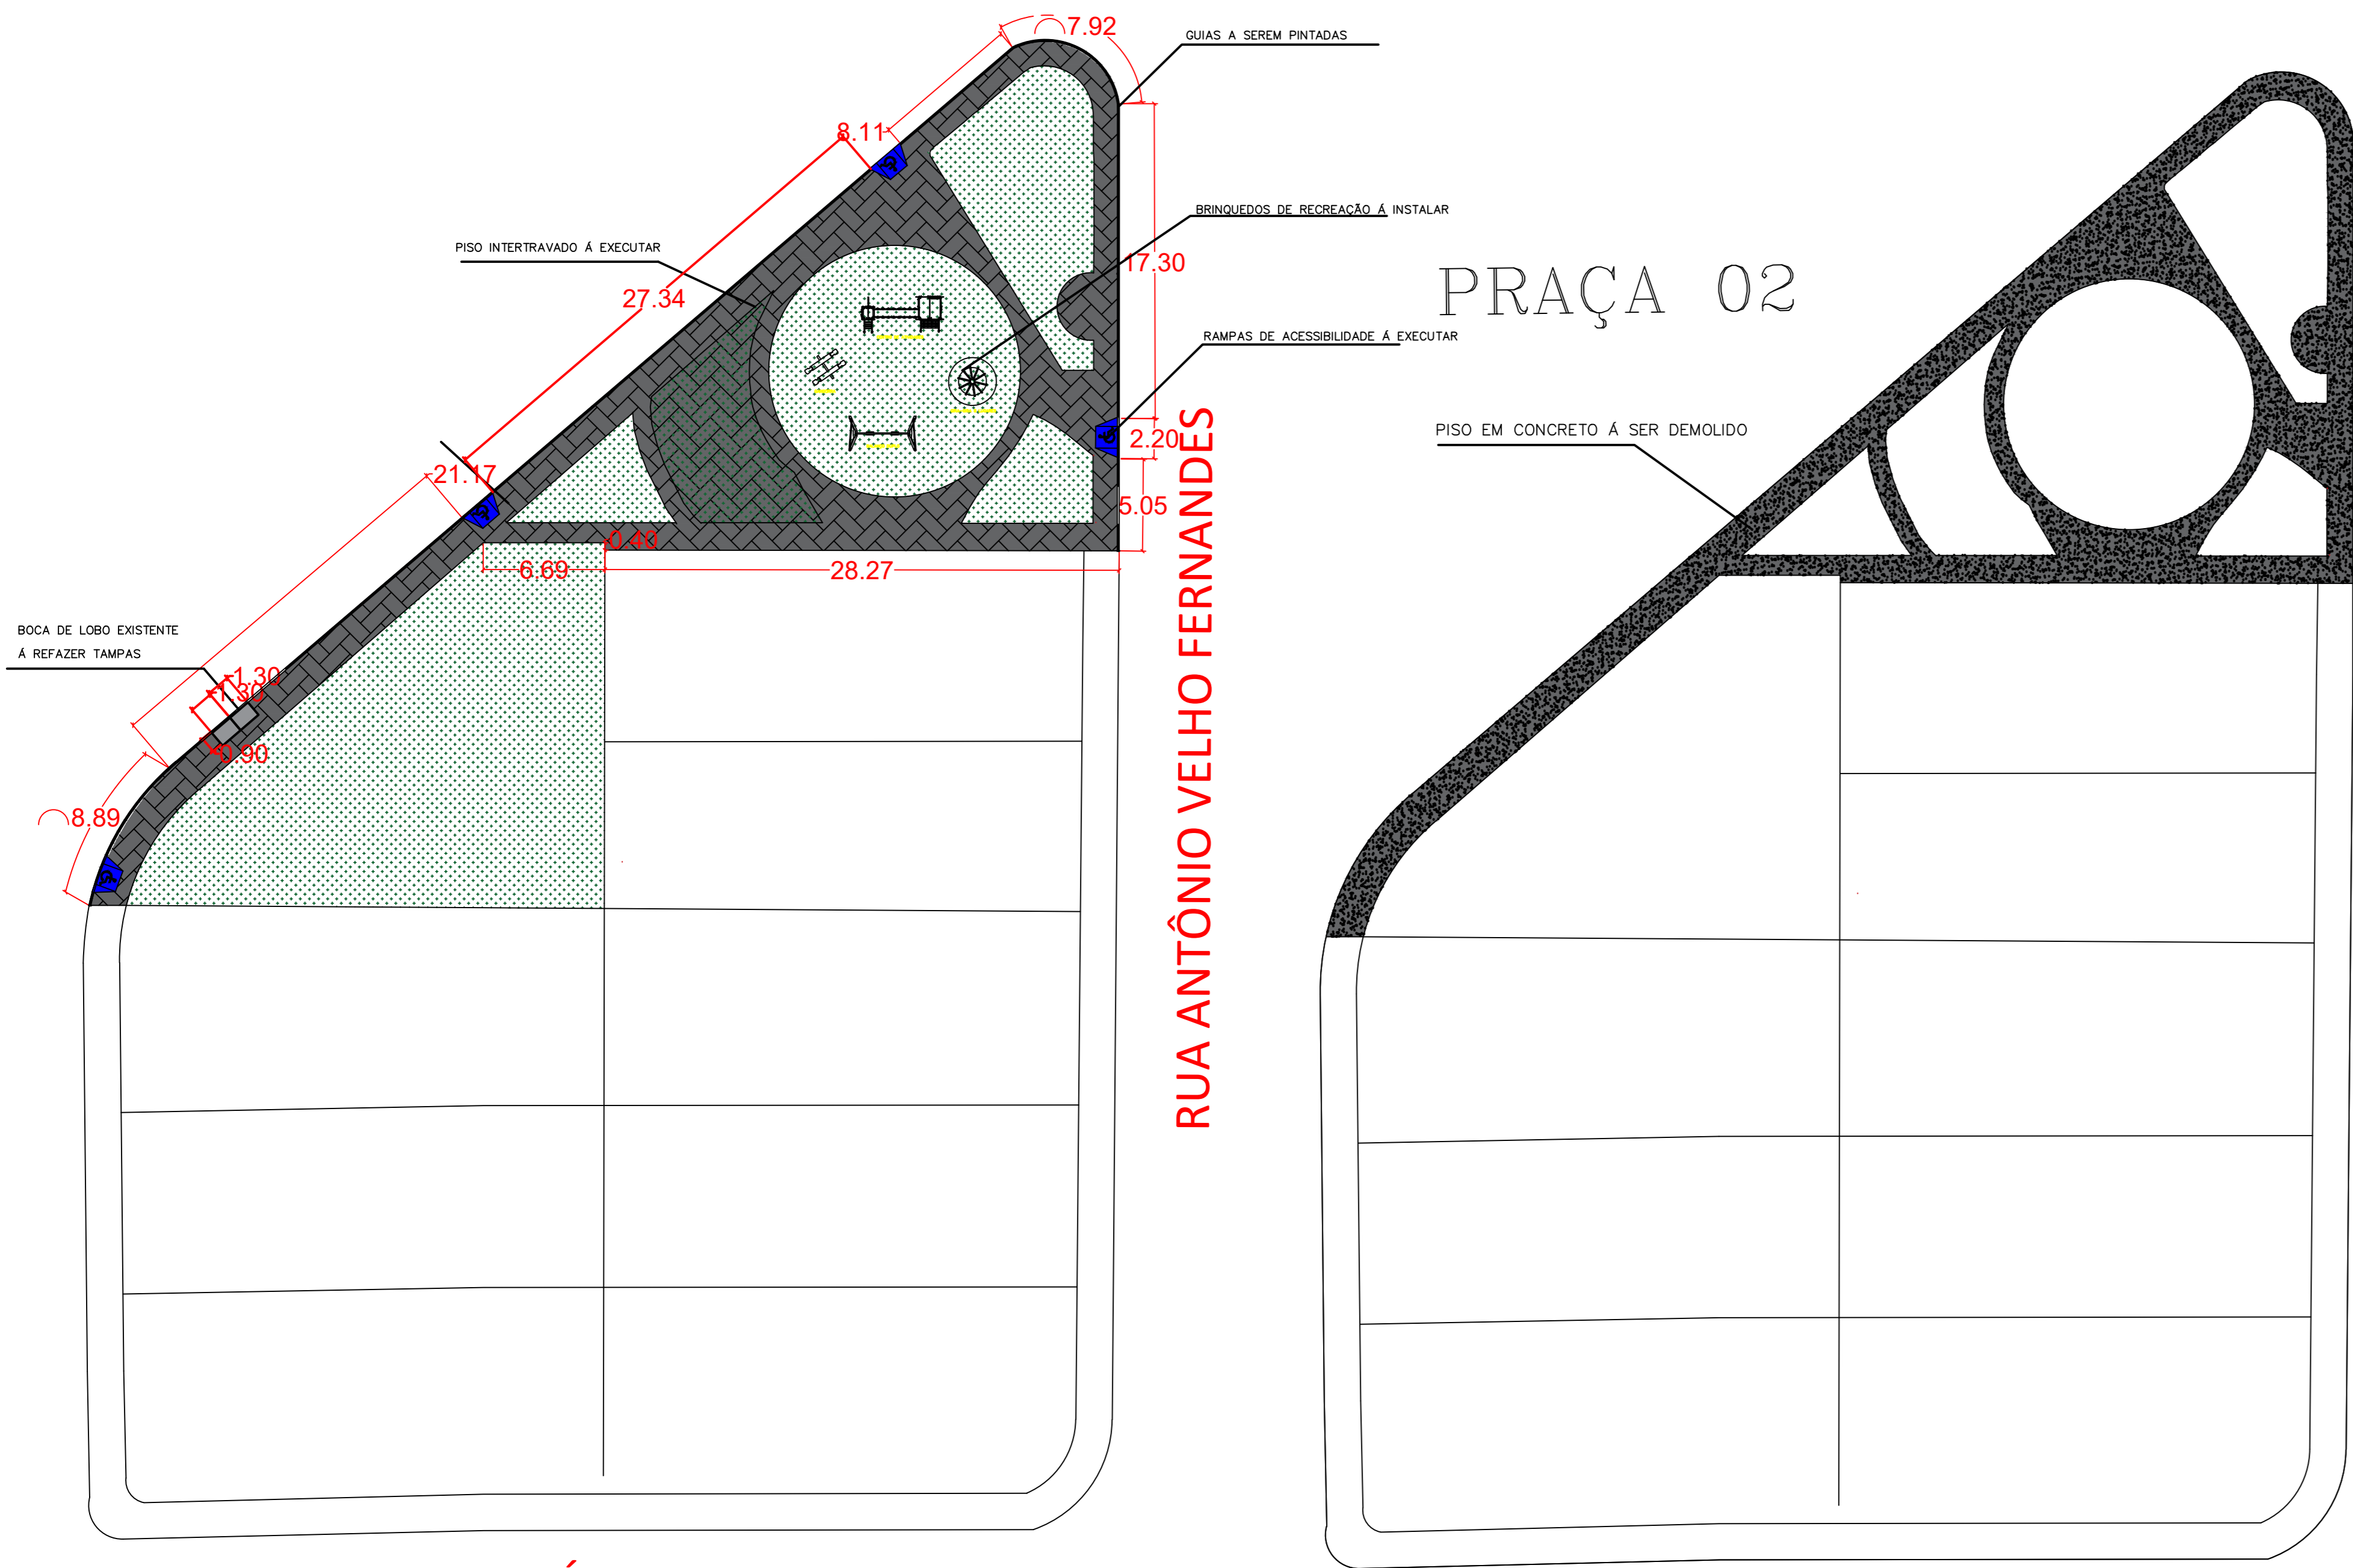 7.92
GUIAS A SEREM PINTADAS
8.11
BRINQUEDOS DE RECREAÇÃO Á INSTALAR
PISO INTERTRAVADO Á EXECUTAR
17.30
27.34
PRAÇA 02
RAMPAS DE ACESSIBILIDADE Á EXECUTAR
PISO EM CONCRETO Á SER DEMOLIDO
2.20
21.17
5.05
0.40
6.69
28.27
RUA ANTÔNIO VELHO FERNANDES
BOCA DE LOBO EXISTENTE
Á REFAZER TAMPAS
1.30
1.30
0.90
8.89